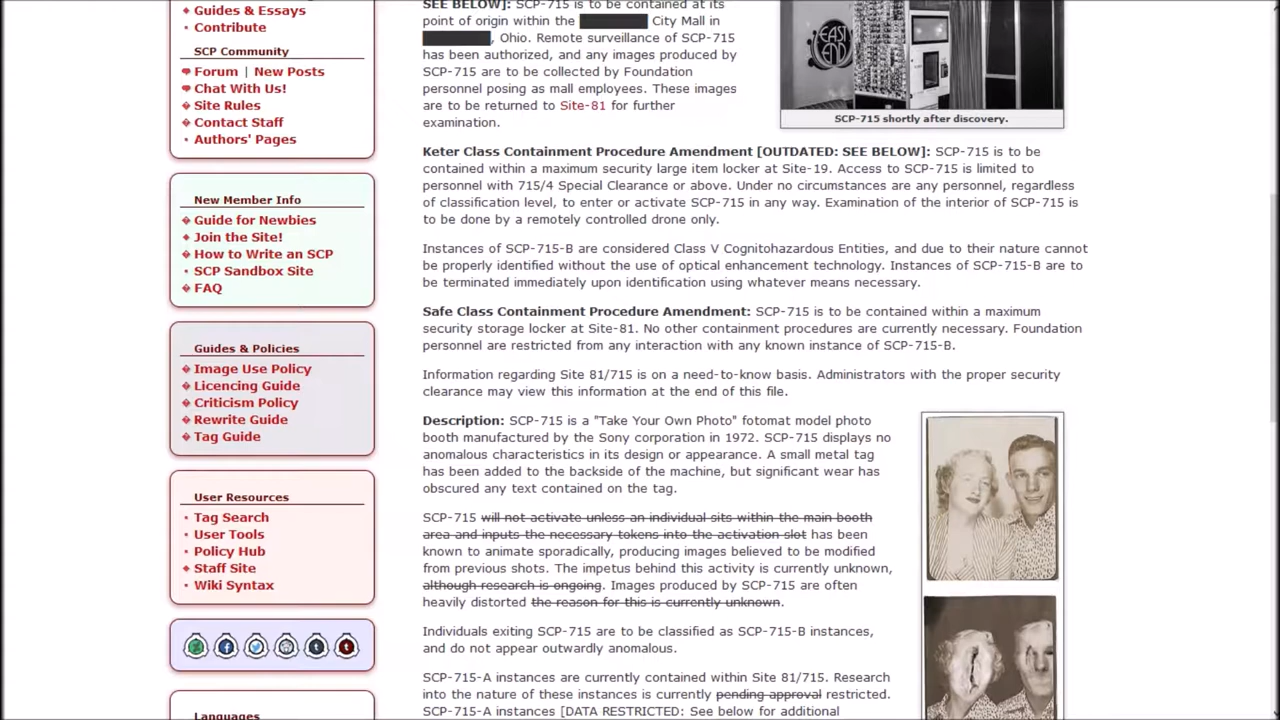 Guides & Essays
Contribute
SCP Community
Forum | New Posts
Chat With Us!
Site Rules
Contact Staff
Authors' Pages
New Member Info
Guide for Newbies
Join the Site!
How to Write an SCP
SCP Sandbox Site
FAQ
Guides & Policies
Image Use Policy
Licencing Guide
Criticism Policy
Rewrite Guide
Tag Guide
User Resources
Tag Search
User Tools
Policy Hub
Staff Site
Wiki Syntax
Languages
SEE BELOW]: SCP-715 is to be contained at its
point of origin within the ███████ City Mall in
███████, Ohio. Remote surveillance of SCP-715
has been authorized, and any images produced by
SCP-715 are to be collected by Foundation
personnel posing as mall employees. These images
are to be returned to Site-81 for further
examination.
EAST
END
SCP-715 shortly after discovery.
Keter Class Containment Procedure Amendment [OUTDATED: SEE BELOW]: SCP-715 is to be
contained within a maximum security large item locker at Site-19. Access to SCP-715 is limited to
personnel with 715/4 Special Clearance or above. Under no circumstances are any personnel, regardless
of classification level, to enter or activate SCP-715 in any way. Examination of the interior of SCP-715 is
to be done by a remotely controlled drone only.
Instances of SCP-715-B are considered Class V Cognitohazardous Entities, and due to their nature cannot
be properly identified without the use of optical enhancement technology. Instances of SCP-715-B are to
be terminated immediately upon identification using whatever means necessary.
Safe Class Containment Procedure Amendment: SCP-715 is to be contained within a maximum
security storage locker at Site-81. No other containment procedures are currently necessary. Foundation
personnel are restricted from any interaction with any known instance of SCP-715-B.
Information regarding Site 81/715 is on a need-to-know basis. Administrators with the proper security
clearance may view this information at the end of this file.
Description: SCP-715 is a "Take Your Own Photo" fotomat model photo
booth manufactured by the Sony corporation in 1972. SCP-715 displays no
anomalous characteristics in its design or appearance. A small metal tag
has been added to the backside of the machine, but significant wear has
obscured any text contained on the tag.
SCP-715 will not activate unless an individual sits within the main booth
area and inputs the necessary tokens into the activation slot has been
known to animate sporadically, producing images believed to be modified
from previous shots. The impetus behind this activity is currently unknown,
although research is ongoing. Images produced by SCP-715 are often
heavily distorted the reason for this is currently unknown.
Individuals exiting SCP-715 are to be classified as SCP-715-B instances,
and do not appear outwardly anomalous.
SCP-715-A instances are currently contained within Site 81/715. Research
into the nature of these instances is currently pending approval restricted.
SCP-715-A instances [DATA RESTRICTED: See below for additional